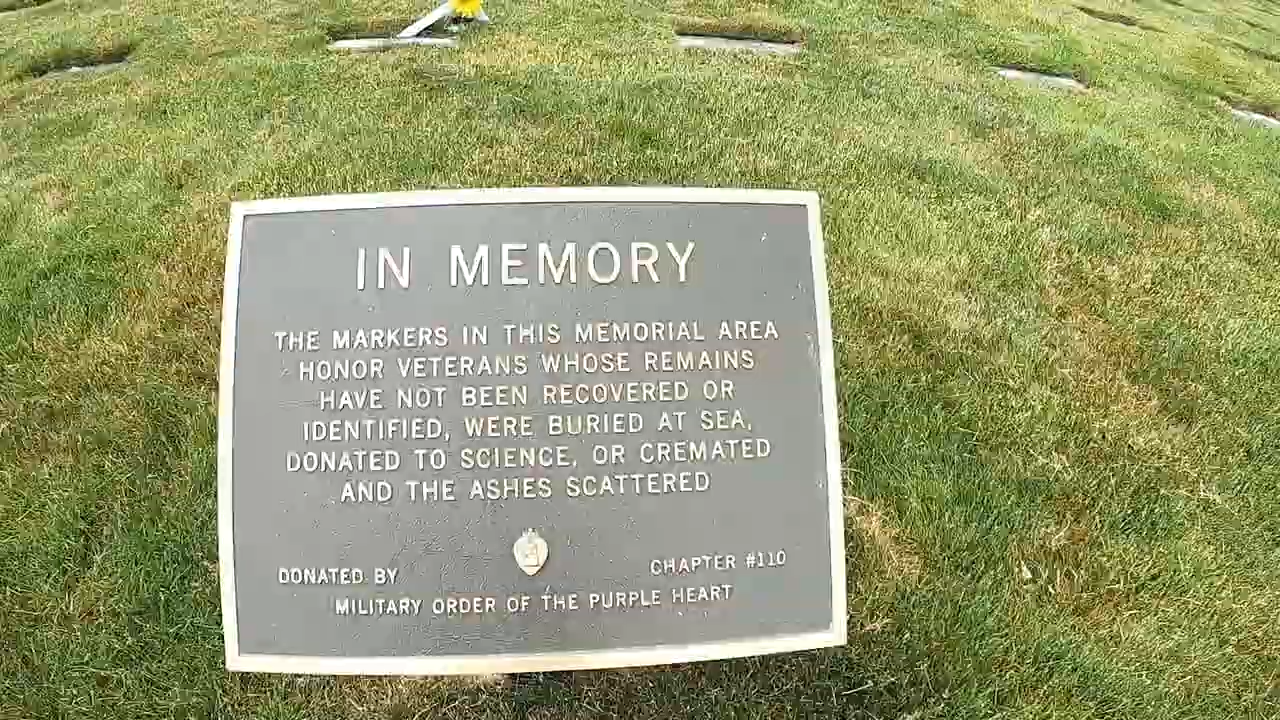 IN MEMORY
THE MARKERS IN THIS MEMORIAL AREA
HONOR VETERANS WHOSE REMAINS
HAVE NOT BEEN RECOVERED OR
IDENTIFIED, WERE BURIED AT SEA,
DONATED TO SCIENCE, OR CREMATED
AND THE ASHES SCATTERED
DONATED BY CHAPTER #110
MILITARY ORDER OF THE PURPLE HEART